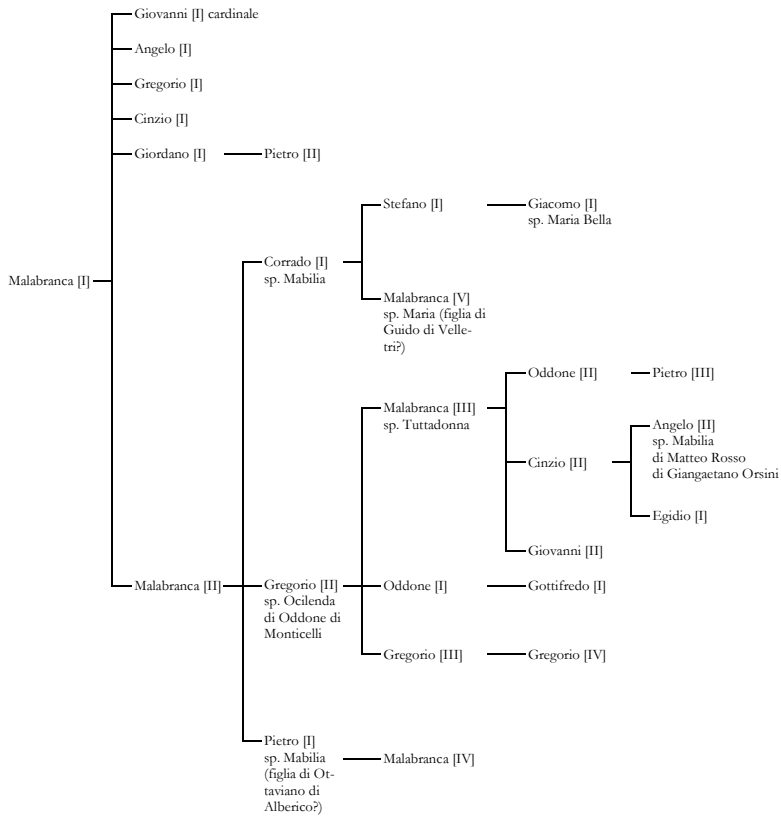 Giovanni [I] cardinale
Angelo [I]
Gregorio [I]
Cinzio [I]
Giordano [I]
Pietro [II]
Stefano [I]
Giacomo [I]
sp. Maria Bella
Corrado [I]
sp. Mabilia
Malabranca [I]
Malabranca [V]
sp. Maria (figlia di
Guido di Velle-
tri?)
Oddone [II]
Pietro [III]
Malabranca [III]
sp. Tuttadonna
Angelo [II]
sp. Mabilia
di Matteo Rosso
di Giangaetano Orsini
Cinzio [II]
Egidio [I]
Giovanni [II]
Malabranca [II]
Gregorio [II]
sp. Ocilenda
di Oddone di
Monticelli
Oddone [I]
Gottifredo [I]
Gregorio [III]
Gregorio [IV]
Pietro [I]
sp. Mabilia
(figlia di Ot-
taviano di
Alberico?)
Malabranca [IV]